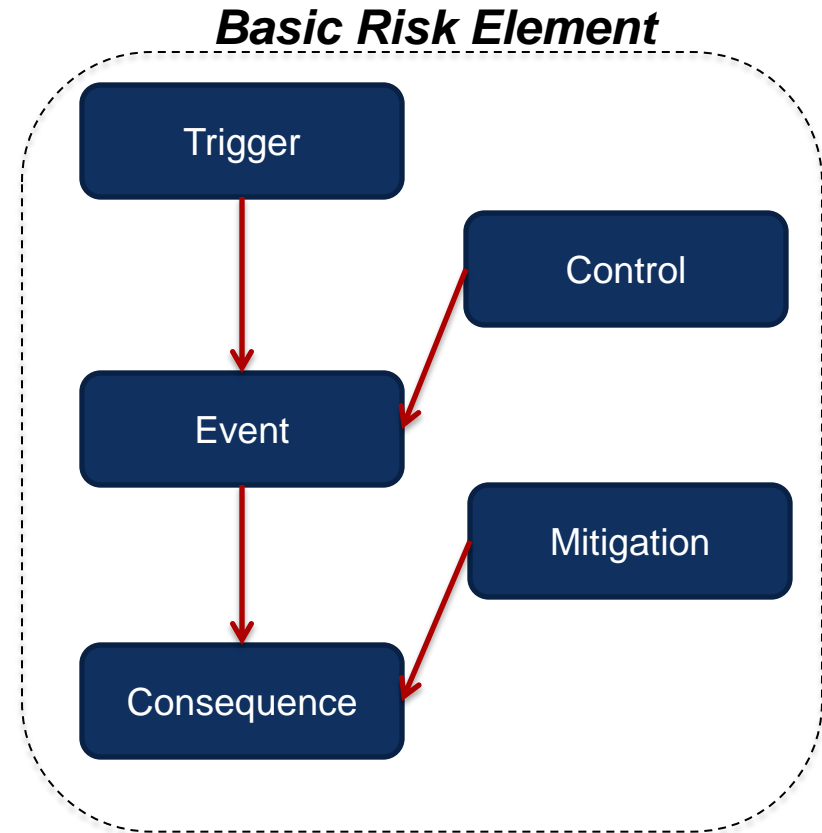 Basic Risk Element
Trigger
Control
Event
Mitigation
Consequence